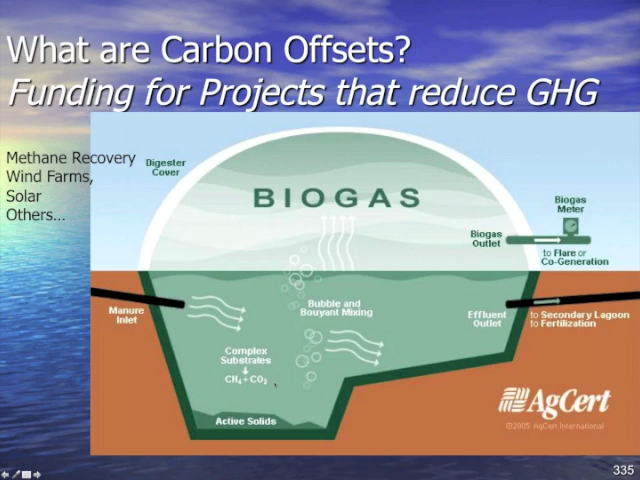 What are Carbon Offsets?
Funding for Projects that reduce GHG
Methane Recovery
Wind Farms,
Solar
Others...
Digester
Cover
BIOGAS
Biogas
Meter
Biogas
Outlet
to Flare or
Co-Generation
Manure
Inlet
Bubble and
Bouyant Mixing
Effluent
Outlet
to Secondary Lagoon
to Fertilization
Complex
Substrates
CH₄ + CO₂
Active Solids
AgCert
©2005 AgCert International
335